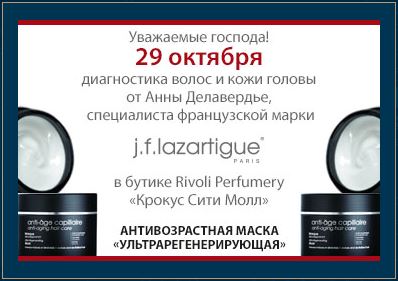 Уважаемые господа!
29 октября
диагностика волос и кожи головы
от Анны Делавердье,
специалиста французской марки
j.f.lazartigue®
PARIS
в бутике Rivoli Perfumery
«Крокус Сити Молл»
АНТИВОЗРАСТНАЯ МАСКА
«УЛЬТРАРЕГЕНЕРИРУЮЩАЯ»
anti-âge capillaire
anti-aging hair care
anti-âge capillaire
anti-aging hair care